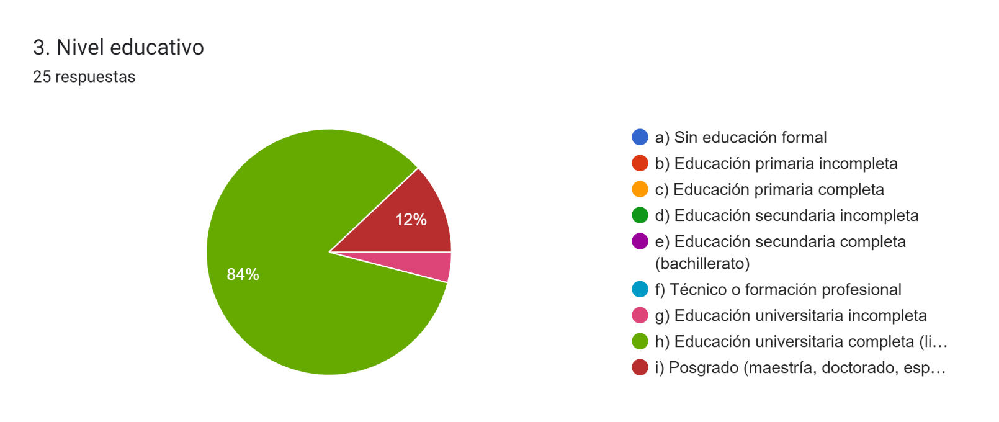 3. Nivel educativo
25 respuestas
12%
84%
a) Sin educación formal
b) Educación primaria incompleta
c) Educación primaria completa
d) Educación secundaria incompleta
e) Educación secundaria completa
(bachillerato)
f) Técnico o formación profesional
g) Educación universitaria incompleta
h) Educación universitaria completa (li…
i) Posgrado (maestría, doctorado, esp…